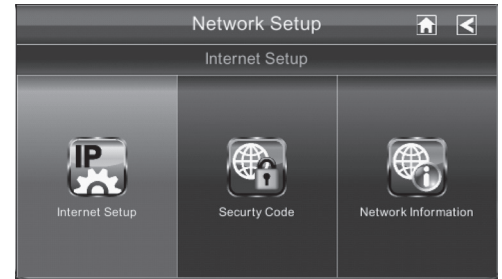 Network Setup
Internet Setup
IP
Internet Setup
Securty Code
Network Information